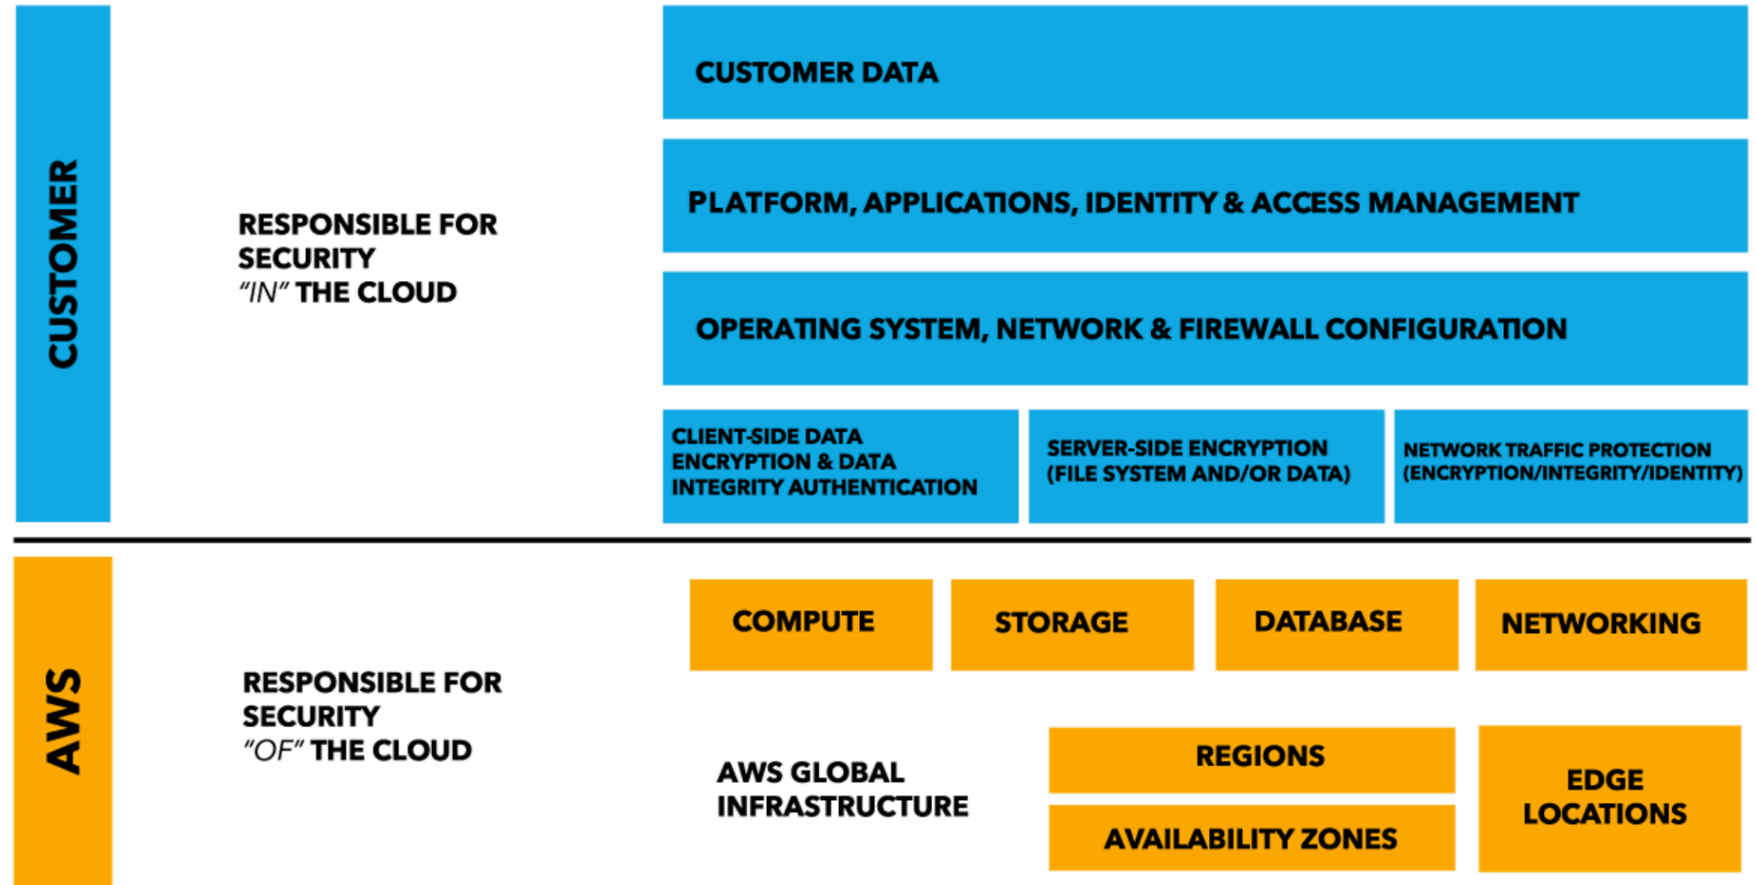 CUSTOMER
RESPONSIBLE FOR
SECURITY
“IN” THE CLOUD
CUSTOMER DATA
PLATFORM, APPLICATIONS, IDENTITY & ACCESS MANAGEMENT
OPERATING SYSTEM, NETWORK & FIREWALL CONFIGURATION
CLIENT-SIDE DATA
ENCRYPTION & DATA
INTEGRITY AUTHENTICATION
SERVER-SIDE ENCRYPTION
(FILE SYSTEM AND/OR DATA)
NETWORK TRAFFIC PROTECTION
(ENCRYPTION/INTEGRITY/IDENTITY)
AWS
RESPONSIBLE FOR
SECURITY
“OF” THE CLOUD
COMPUTE
STORAGE
DATABASE
NETWORKING
AWS GLOBAL
INFRASTRUCTURE
REGIONS
AVAILABILITY ZONES
EDGE
LOCATIONS